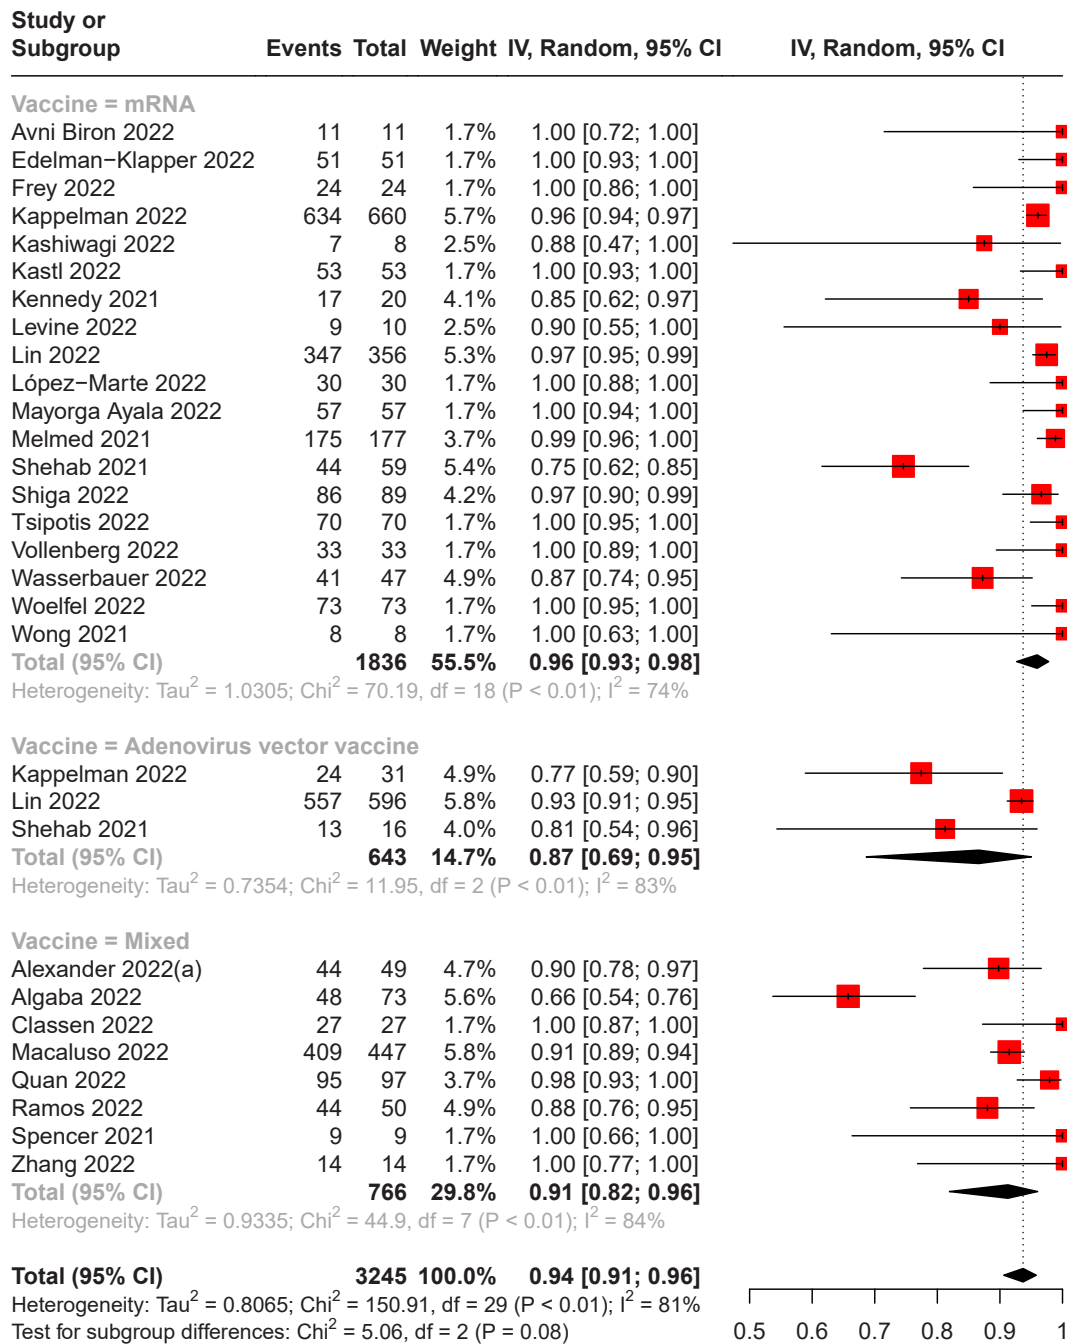 Study or
Subgroup Events Total Weight IV, Random, 95% CI IV, Random, 95% CI
Vaccine = mRNA
Avni Biron 2022 11 11 1.7% 1.00 [0.72; 1.00]
Edelman−Klapper 2022 51 51 1.7% 1.00 [0.93; 1.00]
Frey 2022 24 24 1.7% 1.00 [0.86; 1.00]
Kappelman 2022 634 660 5.7% 0.96 [0.94; 0.97]
Kashiwagi 2022 7 8 2.5% 0.88 [0.47; 1.00]
Kastl 2022 53 53 1.7% 1.00 [0.93; 1.00]
Kennedy 2021 17 20 4.1% 0.85 [0.62; 0.97]
Levine 2022 9 10 2.5% 0.90 [0.55; 1.00]
Lin 2022 347 356 5.3% 0.97 [0.95; 0.99]
López−Marte 2022 30 30 1.7% 1.00 [0.88; 1.00]
Mayorga Ayala 2022 57 57 1.7% 1.00 [0.94; 1.00]
Melmed 2021 175 177 3.7% 0.99 [0.96; 1.00]
Shehab 2021 44 59 5.4% 0.75 [0.62; 0.85]
Shiga 2022 86 89 4.2% 0.97 [0.90; 0.99]
Tsipotis 2022 70 70 1.7% 1.00 [0.95; 1.00]
Vollenberg 2022 33 33 1.7% 1.00 [0.89; 1.00]
Wasserbauer 2022 41 47 4.9% 0.87 [0.74; 0.95]
Woelfel 2022 73 73 1.7% 1.00 [0.95; 1.00]
Wong 2021 8 8 1.7% 1.00 [0.63; 1.00]
Total (95% CI) 1836 55.5% 0.96 [0.93; 0.98]
Heterogeneity: Tau² = 1.0305; Chi² = 70.19, df = 18 (P < 0.01); I² = 74%
Vaccine = Adenovirus vector vaccine
Kappelman 2022 24 31 4.9% 0.77 [0.59; 0.90]
Lin 2022 557 596 5.8% 0.93 [0.91; 0.95]
Shehab 2021 13 16 4.0% 0.81 [0.54; 0.96]
Total (95% CI) 643 14.7% 0.87 [0.69; 0.95]
Heterogeneity: Tau² = 0.7354; Chi² = 11.95, df = 2 (P < 0.01); I² = 83%
Vaccine = Mixed
Alexander 2022(a) 44 49 4.7% 0.90 [0.78; 0.97]
Algaba 2022 48 73 5.6% 0.66 [0.54; 0.76]
Classen 2022 27 27 1.7% 1.00 [0.87; 1.00]
Macaluso 2022 409 447 5.8% 0.91 [0.89; 0.94]
Quan 2022 95 97 3.7% 0.98 [0.93; 1.00]
Ramos 2022 44 50 4.9% 0.88 [0.76; 0.95]
Spencer 2021 9 9 1.7% 1.00 [0.66; 1.00]
Zhang 2022 14 14 1.7% 1.00 [0.77; 1.00]
Total (95% CI) 766 29.8% 0.91 [0.82; 0.96]
Heterogeneity: Tau² = 0.9335; Chi² = 44.9, df = 7 (P < 0.01); I² = 84%
Total (95% CI) 3245 100.0% 0.94 [0.91; 0.96]
Heterogeneity: Tau² = 0.8065; Chi² = 150.91, df = 29 (P < 0.01); I² = 81%
Test for subgroup differences: Chi² = 5.06, df = 2 (P = 0.08)
0.5 0.6 0.7 0.8 0.9 1